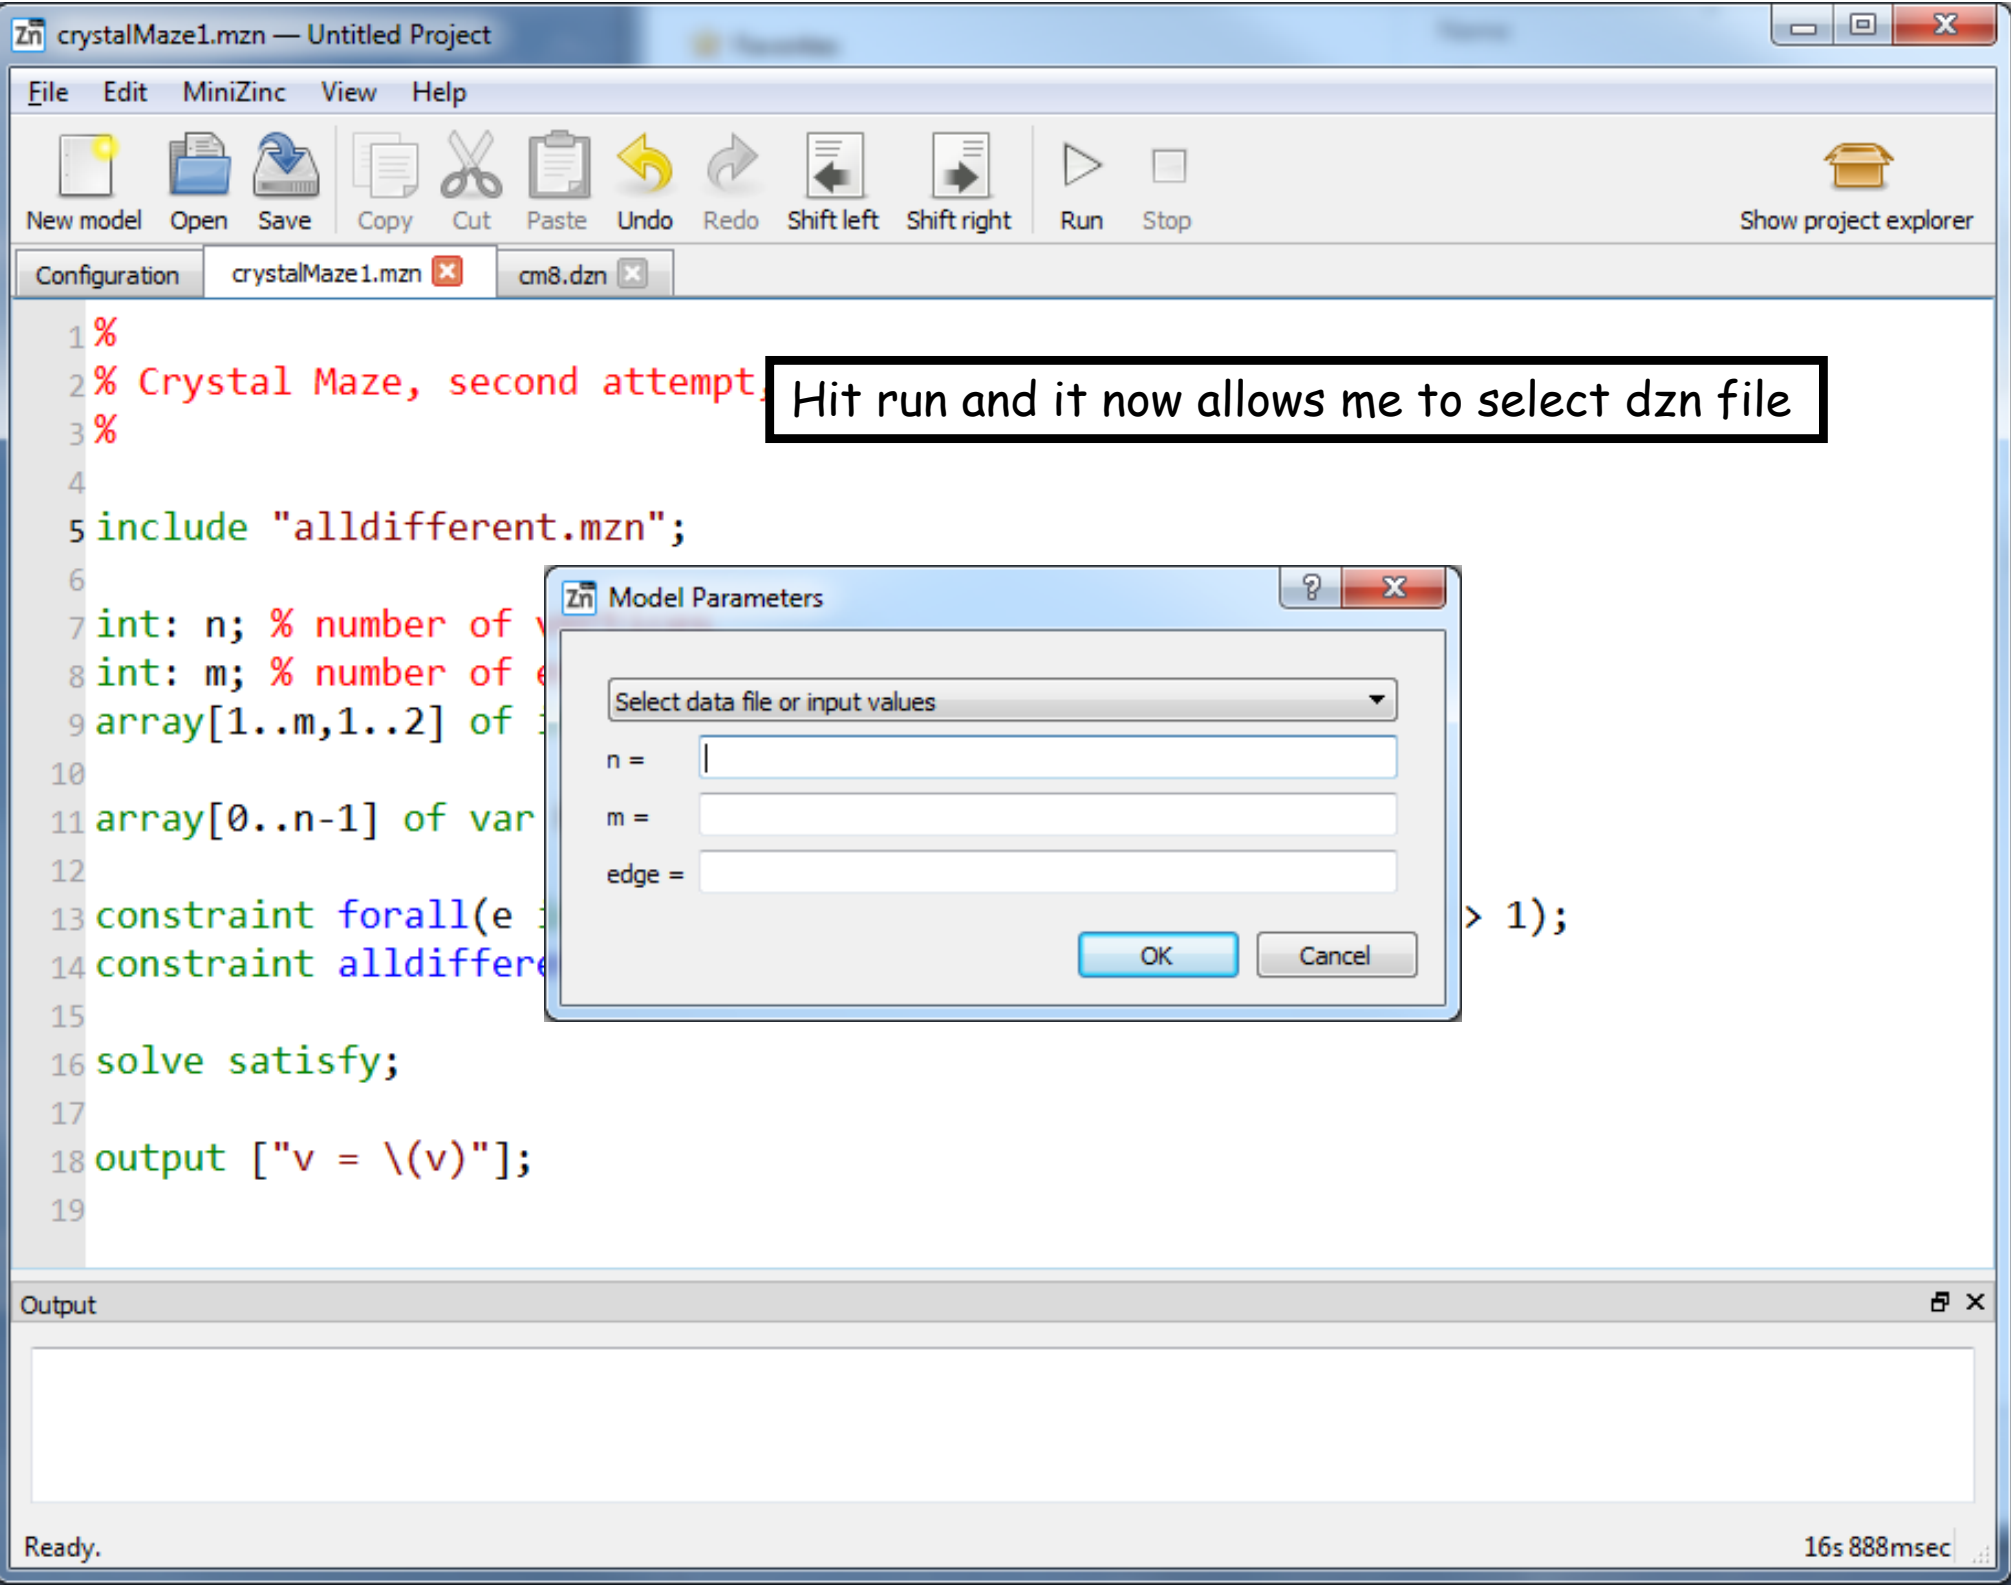 crystalMaze1.mzn — Untitled Project
File Edit MiniZinc View Help
New model Open Save Copy Cut Paste Undo Redo Shift left Shift right Run Stop Show project explorer
Configuration crystalMaze1.mzn cm8.dzn
1 %
2 % Crystal Maze, second attempt,
Hit run and it now allows me to select dzn file
3 %
4
5 include "alldifferent.mzn";
6
7 int: n; % number of
8 int: m; % number of
9 array[1..m,1..2] of
10
11 array[0..n-1] of var
12
13 constraint forall(e > 1);
14 constraint alldiffere
15
16 solve satisfy;
17
18 output ["v = \(v)"];
19
Zn Model Parameters
Select data file or input values
n =
m =
edge =
OK Cancel
Output
Ready. 16s 888msec